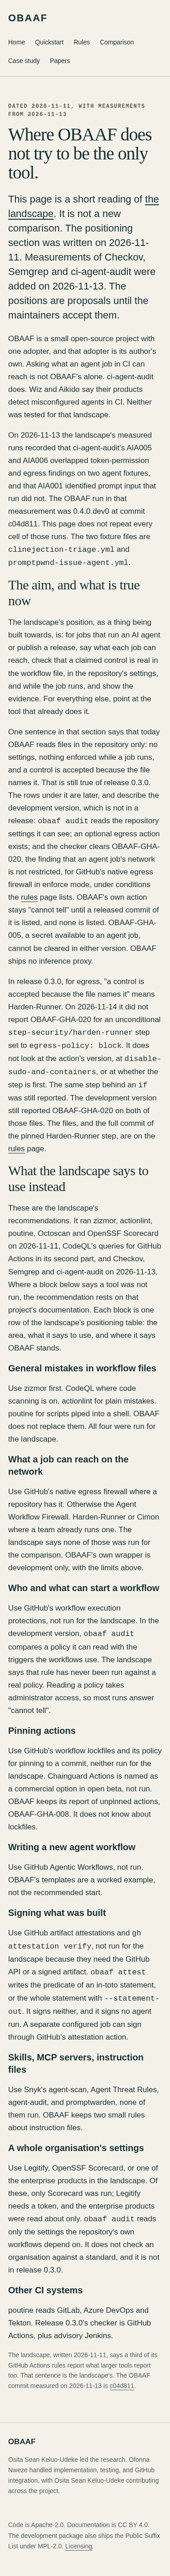 OBAAF
Home Quickstart Rules Comparison
Case study Papers
DATED 2026-11-11, WITH MEASUREMENTS
FROM 2026-11-13
Where OBAAF does
not try to be the only
tool.
This page is a short reading of the
landscape. It is not a new
comparison. The positioning
section was written on 2026-11-
11. Measurements of Checkov,
Semgrep and ci-agent-audit were
added on 2026-11-13. The
positions are proposals until the
maintainers accept them.
OBAAF is a small open-source project with
one adopter, and that adopter is its author's
own. Asking what an agent job in CI can
reach is not OBAAF's alone. ci-agent-audit
does. Wiz and Aikido say their products
detect misconfigured agents in CI. Neither
was tested for that landscape.
On 2026-11-13 the landscape's measured
runs recorded that ci-agent-audit's AIA005
and AIA006 overlapped token-permission
and egress findings on two agent fixtures,
and that AIA001 identified prompt input that
run did not. The OBAAF run in that
measurement was 0.4.0.dev0 at commit
c04d811. This page does not repeat every
cell of those runs. The two fixture files are
clinejection-triage.yml and
promptpwnd-issue-agent.yml.
The aim, and what is true
now
The landscape's position, as a thing being
built towards, is: for jobs that run an AI agent
or publish a release, say what each job can
reach, check that a claimed control is real in
the workflow file, in the repository's settings,
and while the job runs, and show the
evidence. For everything else, point at the
tool that already does it.
One sentence in that section says that today
OBAAF reads files in the repository only: no
settings, nothing enforced while a job runs,
and a control is accepted because the file
names it. That is still true of release 0.3.0.
The rows under it are later, and describe the
development version, which is not in a
release: obaaf audit reads the repository
settings it can see; an optional egress action
exists; and the checker clears OBAAF-GHA-
020, the finding that an agent job's network
is not restricted, for GitHub's native egress
firewall in enforce mode, under conditions
the rules page lists. OBAAF's own action
stays "cannot tell" until a released commit of
it is listed, and none is listed. OBAAF-GHA-
005, a secret available to an agent job,
cannot be cleared in either version. OBAAF
ships no inference proxy.
In release 0.3.0, for egress, "a control is
accepted because the file names it" means
Harden-Runner. On 2026-11-14 it did not
report OBAAF-GHA-020 for an unconditional
step-security/harden-runner step
set to egress-policy: block. It does
not look at the action's version, at disable-
sudo-and-containers, or at whether the
step is first. The same step behind an if
was still reported. The development version
still reported OBAAF-GHA-020 on both of
those files. The files, and the full commit of
the pinned Harden-Runner step, are on the
rules page.
What the landscape says to
use instead
These are the landscape's
recommendations. It ran zizmor, actionlint,
poutine, Octoscan and OpenSSF Scorecard
on 2026-11-11, CodeQL's queries for GitHub
Actions in its second part, and Checkov,
Semgrep and ci-agent-audit on 2026-11-13.
Where a block below says a tool was not
run, the recommendation rests on that
project's documentation. Each block is one
row of the landscape's positioning table: the
area, what it says to use, and where it says
OBAAF stands.
General mistakes in workflow files
Use zizmor first. CodeQL where code
scanning is on. actionlint for plain mistakes.
poutine for scripts piped into a shell. OBAAF
does not replace them. All four were run for
the landscape.
What a job can reach on the
network
Use GitHub's native egress firewall where a
repository has it. Otherwise the Agent
Workflow Firewall. Harden-Runner or Cimon
where a team already runs one. The
landscape says none of those was run for
the comparison. OBAAF's own wrapper is
development only, with the limits above.
Who and what can start a workflow
Use GitHub's workflow execution
protections, not run for the landscape. In the
development version, obaaf audit
compares a policy it can read with the
triggers the workflows use. The landscape
says that rule has never been run against a
real policy. Reading a policy takes
administrator access, so most runs answer
"cannot tell".
Pinning actions
Use GitHub's workflow lockfiles and its policy
for pinning to a commit, neither run for the
landscape. Chainguard Actions is named as
a commercial option in open beta, not run.
OBAAF keeps its report of unpinned actions,
OBAAF-GHA-008. It does not know about
lockfiles.
Writing a new agent workflow
Use GitHub Agentic Workflows, not run.
OBAAF's templates are a worked example,
not the recommended start.
Signing what was built
Use GitHub artifact attestations and gh
attestation verify, not run for the
landscape because they need the GitHub
API or a signed artifact. obaaf attest
writes the predicate of an in-toto statement,
or the whole statement with --statement-
out. It signs neither, and it signs no agent
run. A separate configured job can sign
through GitHub's attestation action.
Skills, MCP servers, instruction
files
Use Snyk's agent-scan, Agent Threat Rules,
agent-audit, and promptwarden, none of
them run. OBAAF keeps two small rules
about instruction files.
A whole organisation's settings
Use Legitify, OpenSSF Scorecard, or one of
the enterprise products in the landscape. Of
these, only Scorecard was run; Legitify
needs a token, and the enterprise products
were read about only. obaaf audit reads
only the settings the repository's own
workflows depend on. It does not check an
organisation against a standard, and it is not
in release 0.3.0.
Other CI systems
poutine reads GitLab, Azure DevOps and
Tekton. Release 0.3.0's checker is GitHub
Actions, plus advisory Jenkins.
The landscape, written 2026-11-11, says a third of its
GitHub Actions rules report what larger tools report
too. That sentence is the landscape's. The OBAAF
commit measured on 2026-11-13 is c04d811.
OBAAF
Osita Sean Keluo-Udeke led the research. Ofonna
Nweze handled implementation, testing, and GitHub
integration, with Osita Sean Keluo-Udeke contributing
across the project.
Code is Apache-2.0. Documentation is CC BY 4.0.
The development package also ships the Public Suffix
List under MPL-2.0. Licensing.